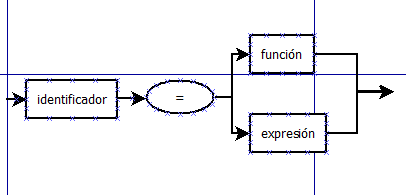 función
identificador
=
expresión